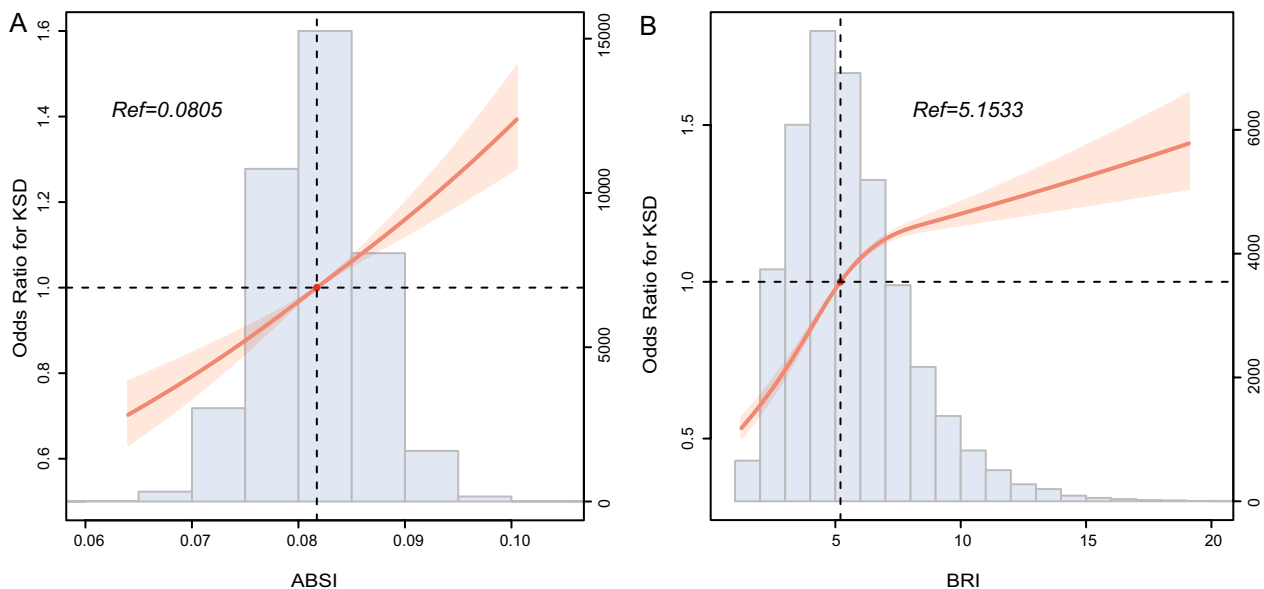 A
Ref=0.0805
Odds Ratio for KSD
1.6
1.4
1.2
1.0
0.8
0.6
15000
10000
5000
0
0.06 0.07 0.08 0.09 0.10
ABSI
B
Ref=5.1533
Odds Ratio for KSD
1.5
1.0
0.5
6000
4000
2000
0
5 10 15 20
BRI